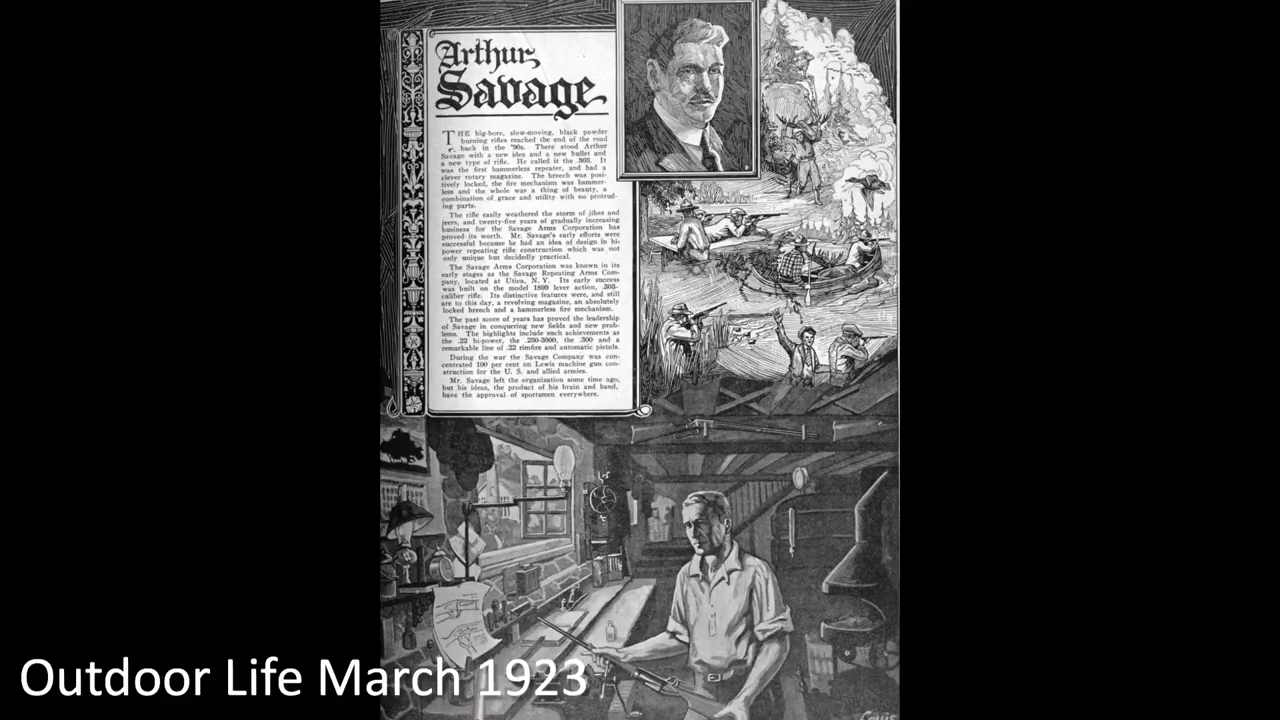 Arthur
Savage
THE big-bore, slow-moving, black powder
burning rifles reached the end of the road
back in the '90s. There stood Arthur
Savage with a new idea and a new bullet and
a new type of rifle. He called it the .303. It
was the first hammerless repeater, and had a
clever rotary magazine. The breech was posi-
tively locked, the fire mechanism was hammer-
less and the whole was a thing of beauty, a
combination of grace and utility with no protrud-
ing parts.
The rifle easily weathered the storm of jibes and
jeers, and twenty-five years of gradually increasing
business for the Savage Arms Corporation has
proved its worth. Mr. Savage's early efforts were
successful because he had an idea of design in hi-
power repeating rifle construction which was not
only unique but decidedly practical.
The Savage Arms Corporation was known in its
early stages as the Savage Repeating Arms Com-
pany, located at Utica, N. Y. Its early success
was built on the model 1899 lever action, .303-
caliber rifle. Its distinctive features were, and still
are to this day, a revolving magazine, an absolutely
locked breech and a hammerless fire mechanism.
The past score of years has proved the leadership
of Savage in conquering new fields and new prob-
lems. The highlights include such achievements as
the .22 hi-power, the .250-3000, the .300 and a
remarkable line of .22 rimfire and automatic pistols.
During the war the Savage Company was con-
centrated 100 per cent on Lewis machine gun con-
struction for the U. S. and allied armies.
Mr. Savage left the organization some time ago,
but his ideas, the product of his brain and hand,
have the approval of sportsmen everywhere.
Outdoor Life March 1923